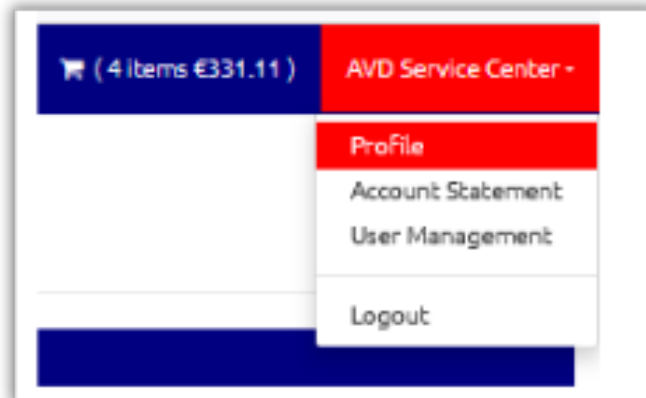 ( 4 items €331.11 )
AVD Service Center
Profile
Account Statement
User Management
Logout